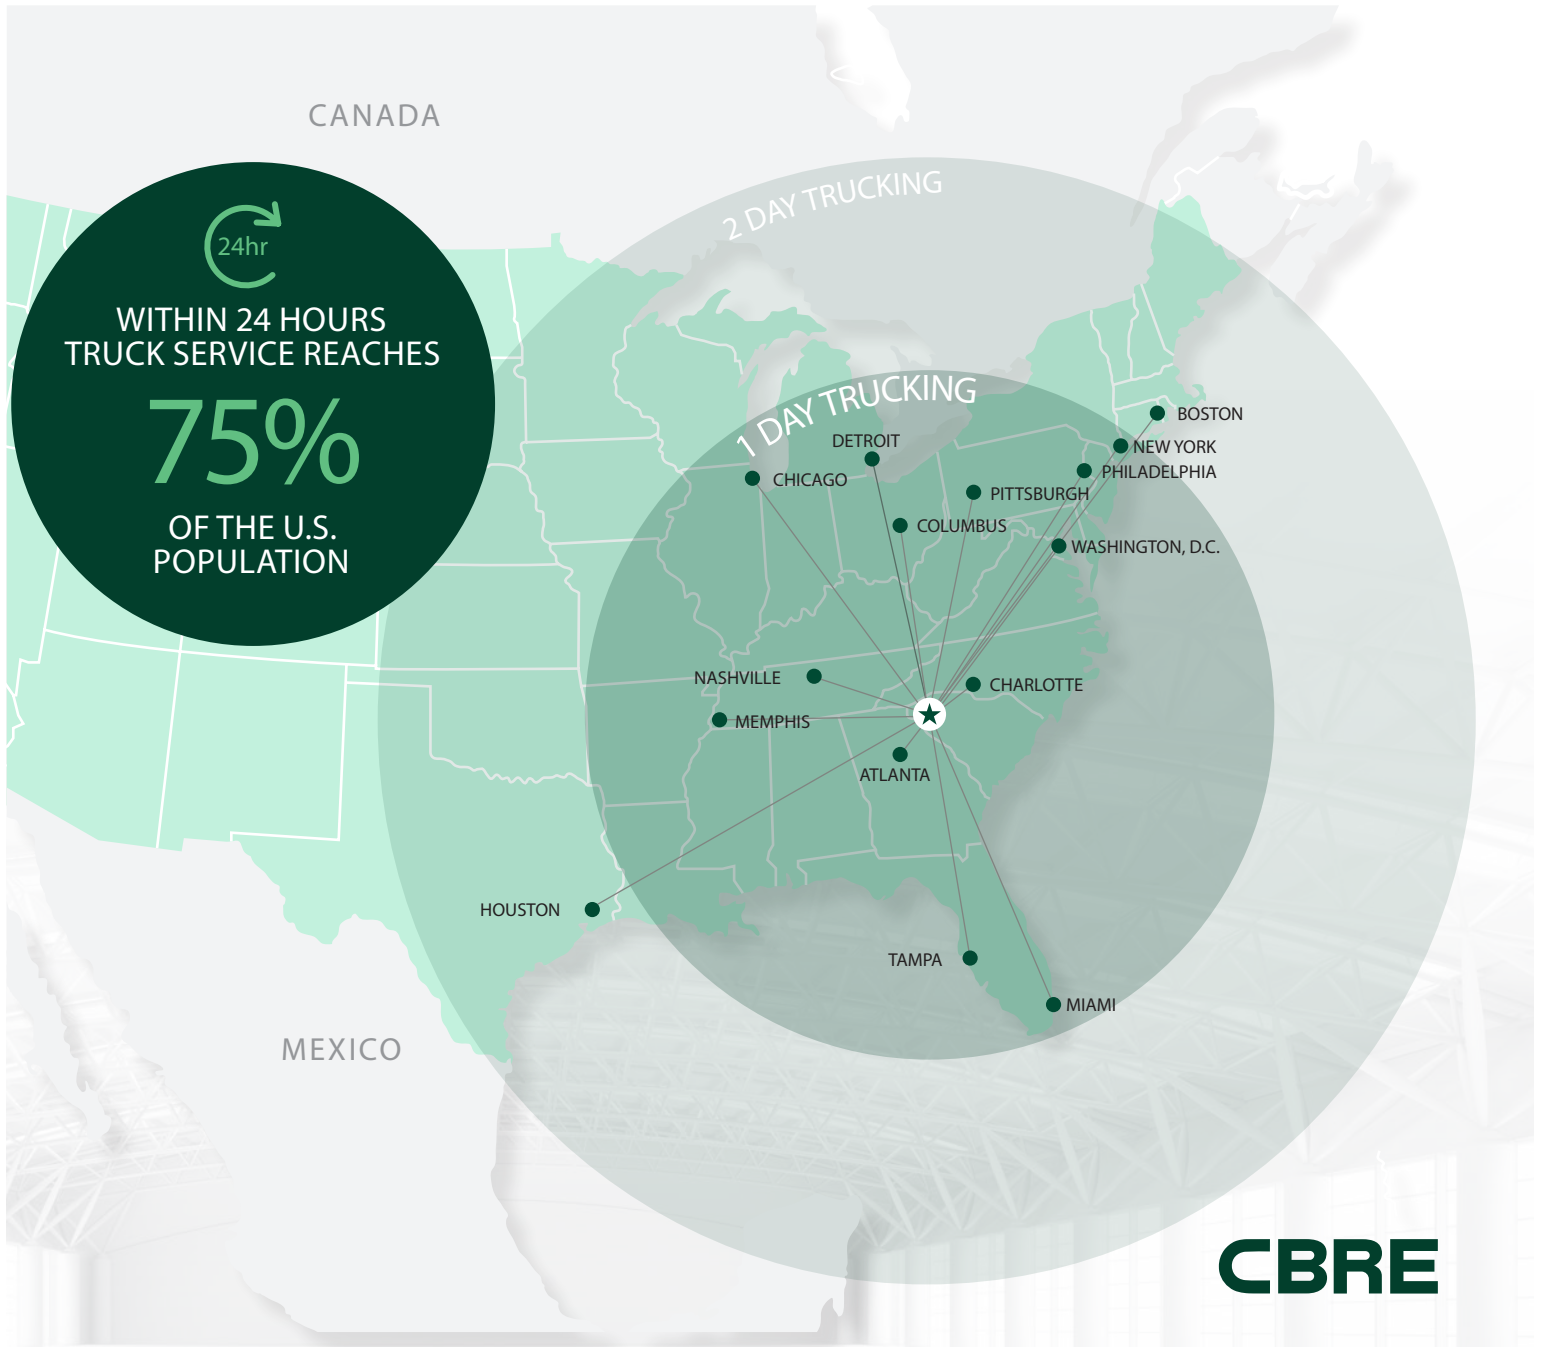 CANADA
2 DAY TRUCKING
24hr
WITHIN 24 HOURS
TRUCK SERVICE REACHES
75%
OF THE U.S.
POPULATION
1 DAY TRUCKING
BOSTON
DETROIT
NEW YORK
PHILADELPHIA
CHICAGO
PITTSBURGH
COLUMBUS
WASHINGTON, D.C.
NASHVILLE
CHARLOTTE
MEMPHIS
ATLANTA
HOUSTON
TAMPA
MIAMI
MEXICO
CBRE